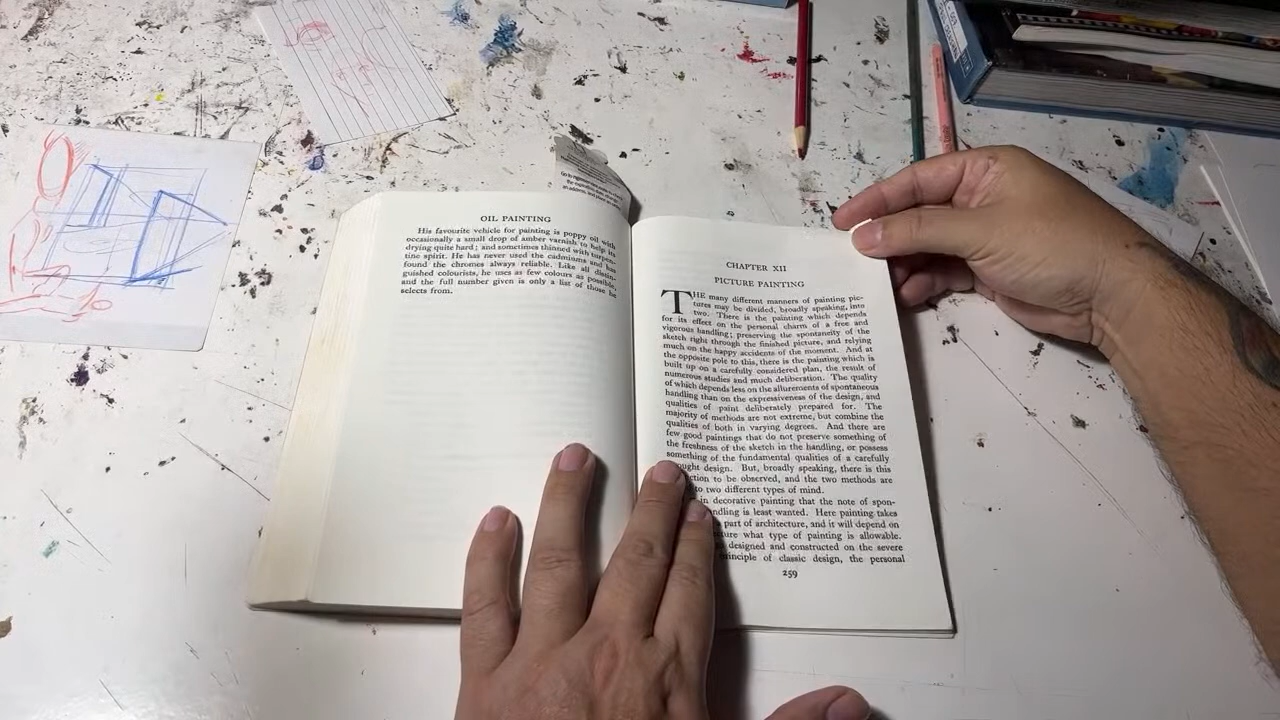 OIL PAINTING
His favourite vehicle for painting is poppy oil with
occasionally a small drop of amber varnish to help its
drying quite hard; and sometimes thinned with turpen-
tine spirit. He has never used the cadmiums and has
found the chromes always reliable. Like all distin-
guished colourists, he uses as few colours as possible,
and the full number given is only a list of those he
selects from.
CHAPTER XII
PICTURE PAINTING
THE many different manners of painting pic-
tures may be divided, broadly speaking, into
two. There is the painting which depends
for its effect on the personal charm of a free and
vigorous handling; preserving the spontaneity of the
sketch right through the finished picture, and relying
much on the happy accidents of the moment. And at
the opposite pole to this, there is the painting which is
built up on a carefully considered plan, the result of
numerous studies and much deliberation. The quality
of which depends less on the allurements of spontaneous
handling than on the expressiveness of the design, and
qualities of paint deliberately prepared for. The
majority of methods are not extreme, but combine the
qualities of both in varying degrees. And there are
few good paintings that do not preserve something of
the freshness of the sketch in the handling, or possess
something of the fundamental qualities of a carefully
ought design. But, broadly speaking, there is this
ction to be observed, and the two methods are
to two different types of mind.
in decorative painting that the note of spon-
ndling is least wanted. Here painting takes
part of architecture, and it will depend on
ture what type of painting is allowable.
designed and constructed on the severe
principle of classic design, the personal
259